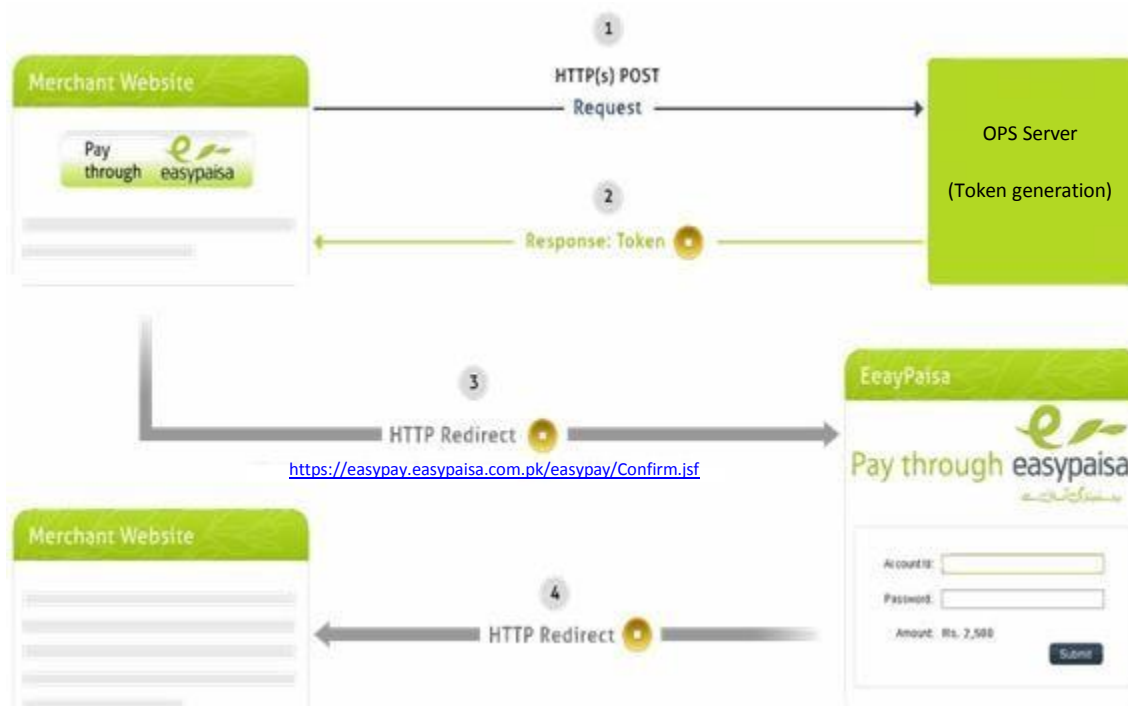 1
HTTP(s) POST
Request
Merchant Website
Pay
through easypaisa
OPS Server
(Token generation)
2
Response: Token
3
HTTP Redirect
https://easypay.easypaisa.com.pk/easypay/Confirm.jsf
EeayPaisa
Pay through easypaisa
Account Id:
Password:
Amount: Rs. 2,500
Submit
Merchant Website
4
HTTP Redirect